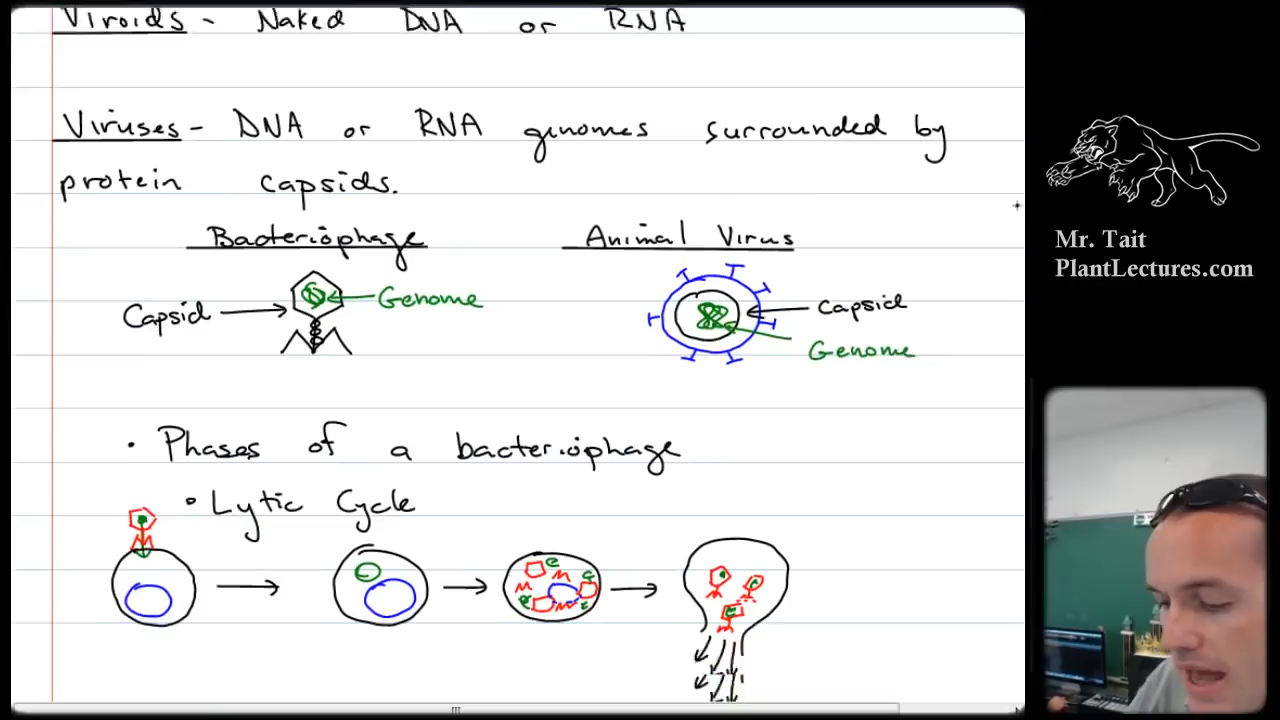 Viroids - Naked DNA or RNA
Viruses - DNA or RNA genomes surrounded by
protein capsids.
Bacteriophage
Animal Virus
Capsid
Genome
Capsid
Genome
• Phases of a bacteriophage
• Lytic Cycle
Mr. Tait
PlantLectures.com